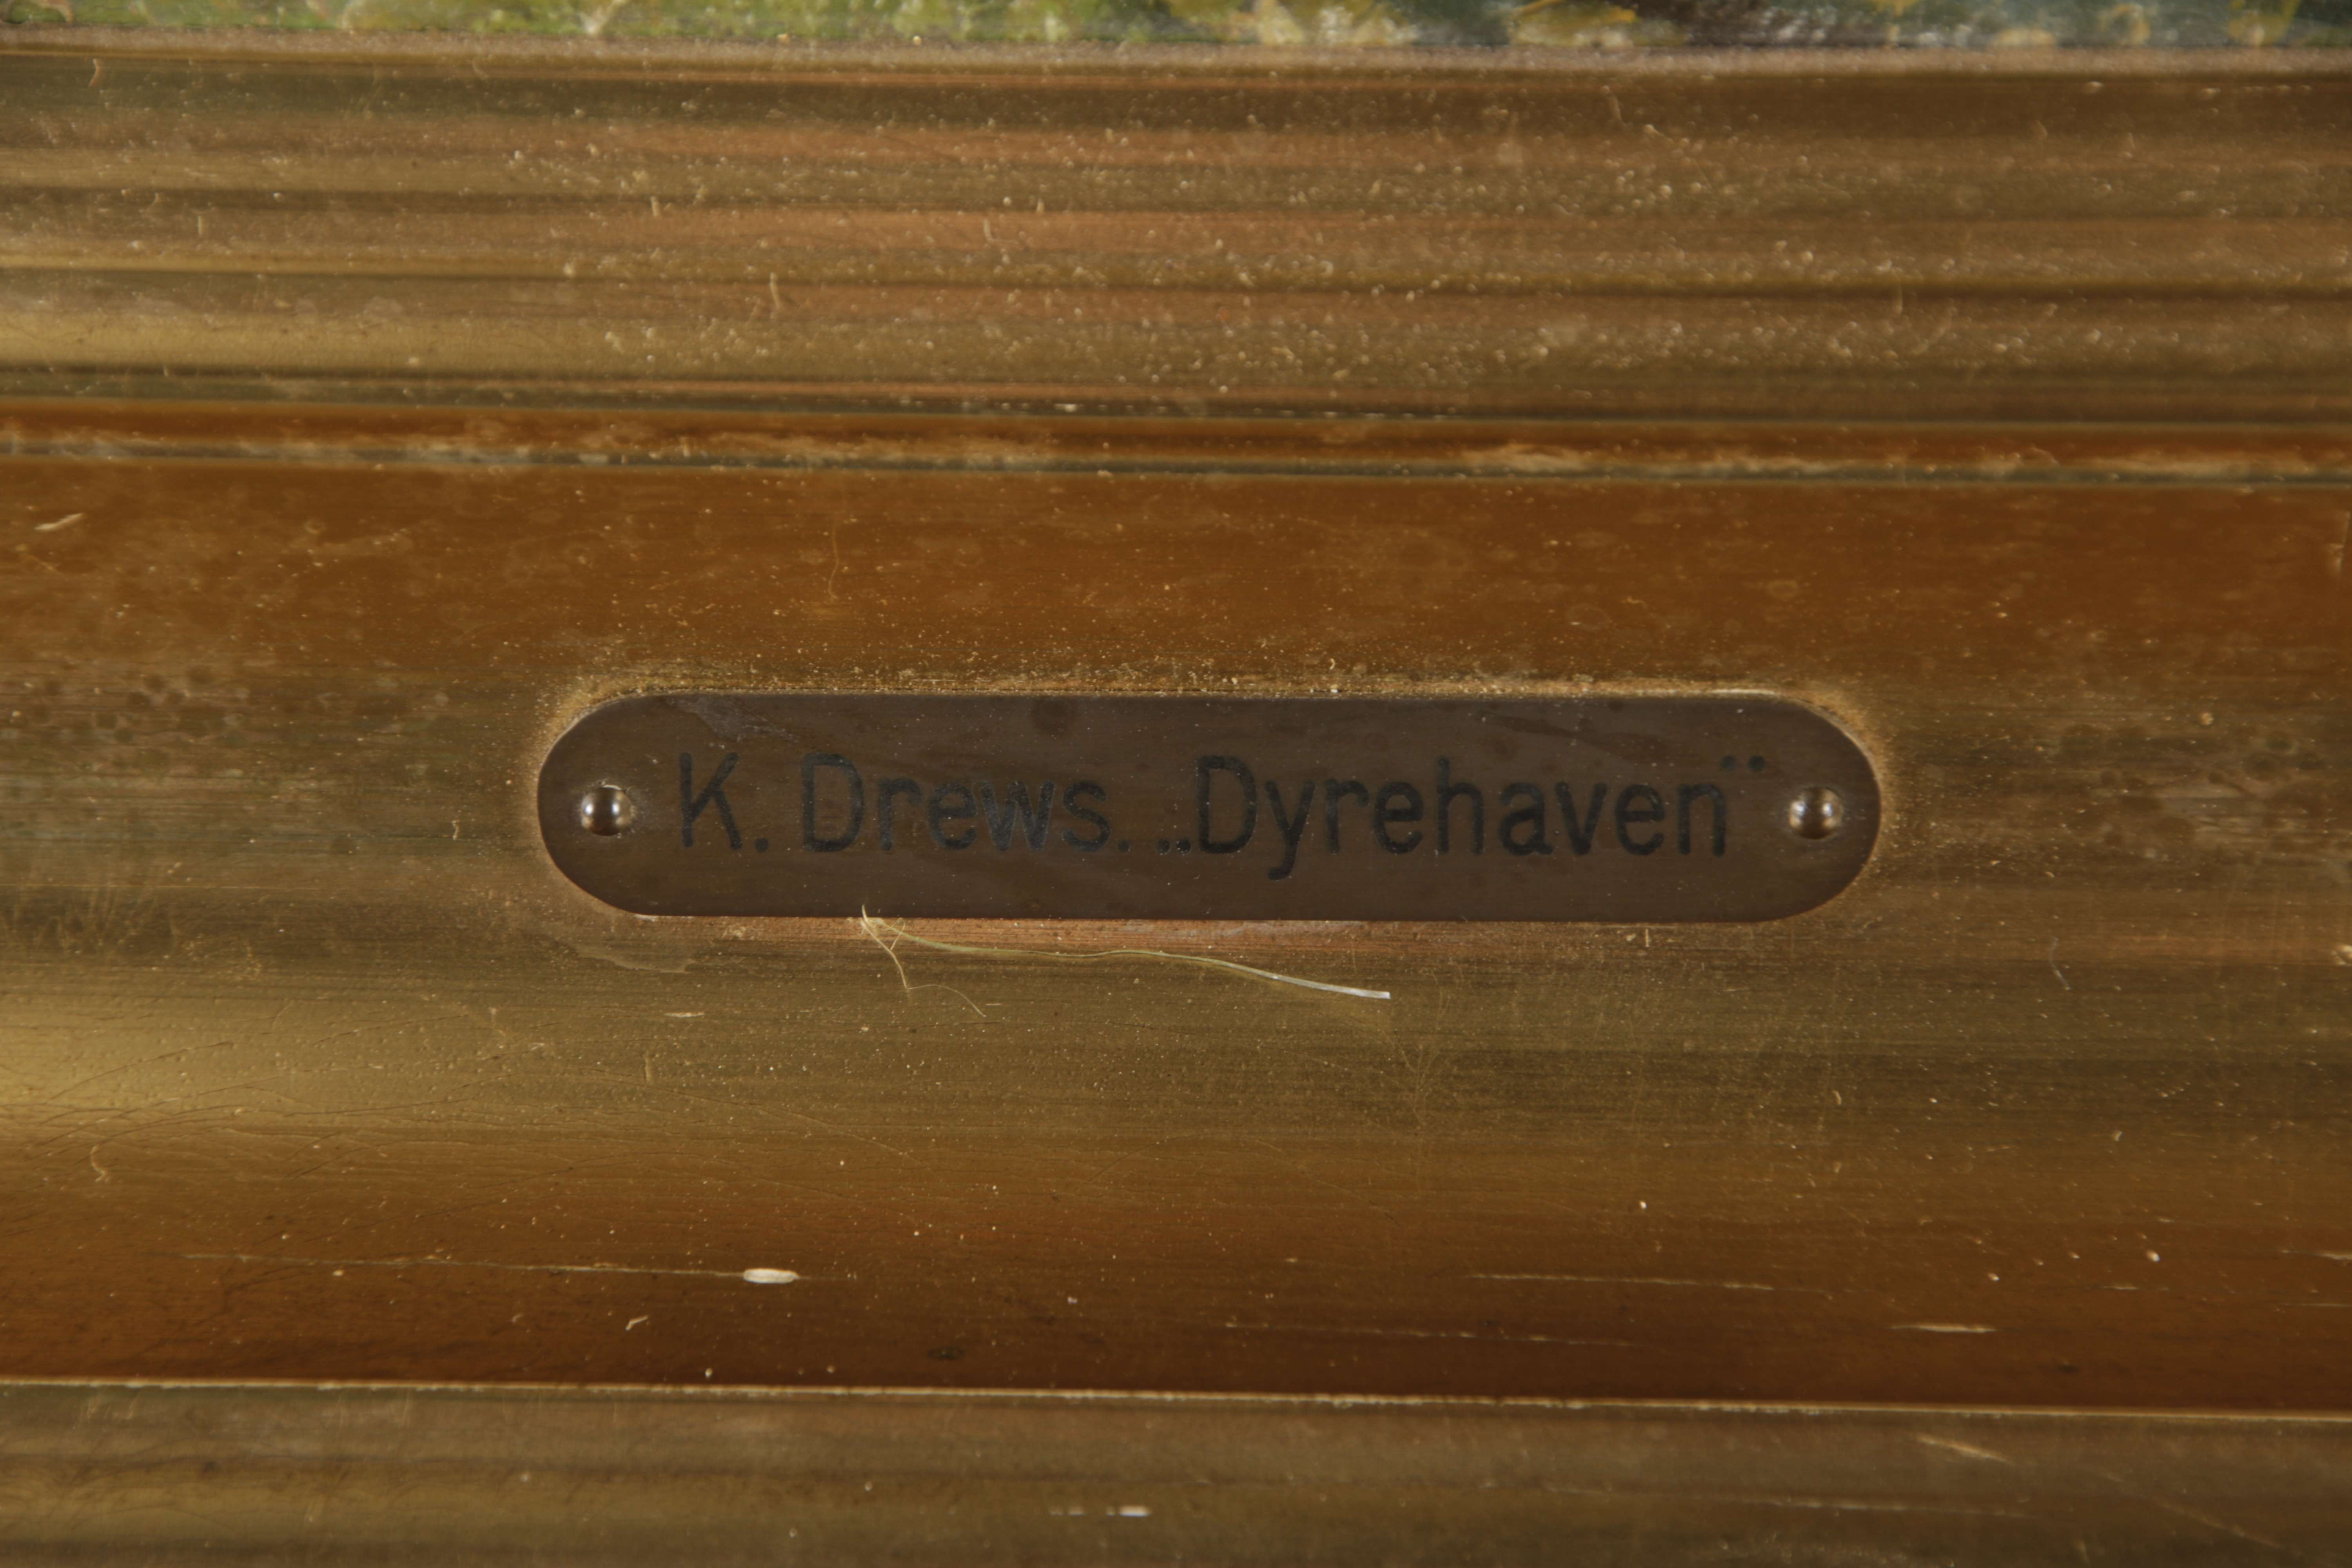 K. Drews. „Dyrehaven¨